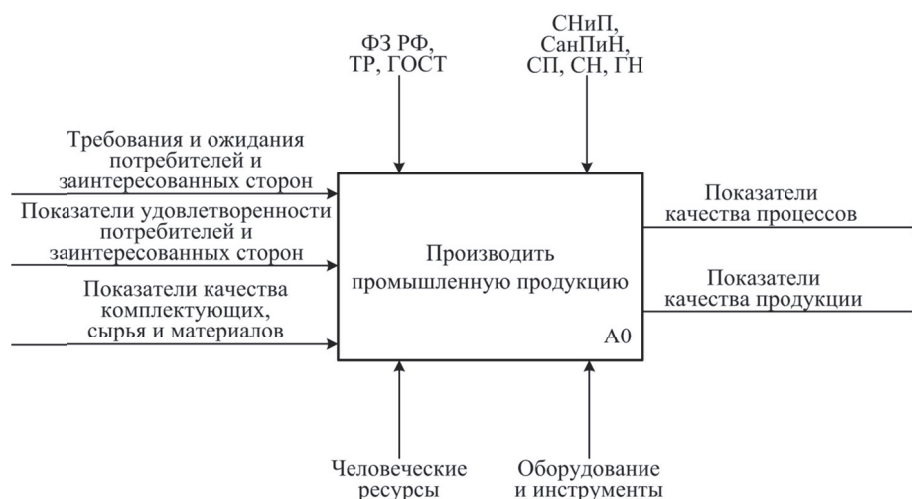 ФЗ РФ,
ТР, ГОСТ
СНиП,
СанПиН,
СП, СН, ГН
Требования и ожидания
потребителей и
заинтересованных сторон
Показатели удовлетворенности
потребителей и
заинтересованных сторон
Показатели качества
комплектующих,
сырья и материалов
Производить
промышленную продукцию
A0
Показатели
качества процессов
Показатели
качества продукции
Человеческие
ресурсы
Оборудование
и инструменты